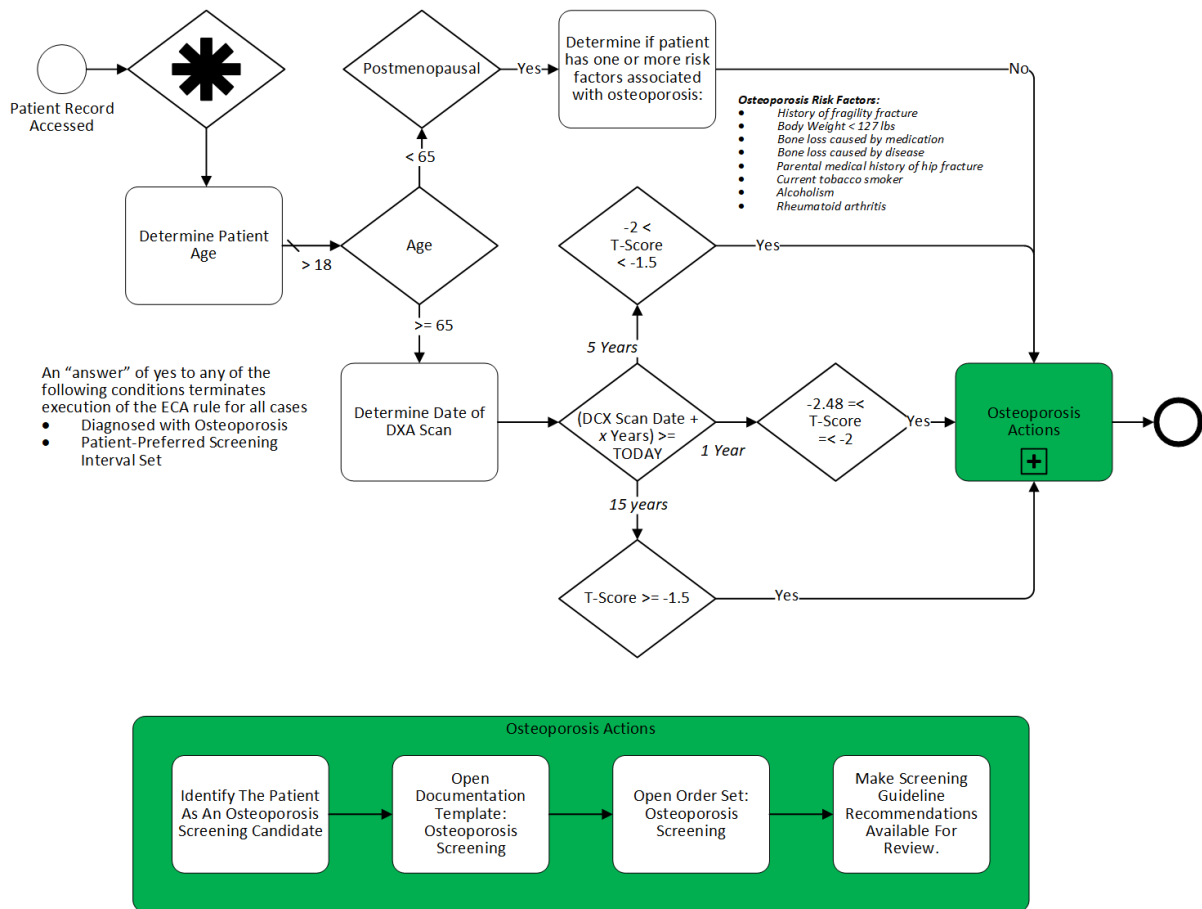 Patient Record
Accessed
Determine Patient
Age
> 18
Age
< 65
Postmenopausal
Yes
Determine if patient
has one or more risk
factors associated
with osteoporosis:
No
Osteoporosis Risk Factors:
• History of fragility fracture
• Body Weight < 127 lbs
• Bone loss caused by medication
• Bone loss caused by disease
• Parental medical history of hip fracture
• Current tobacco smoker
• Alcoholism
• Rheumatoid arthritis
>= 65
Determine Date of
DXA Scan
(DCX Scan Date +
x Years) >=
TODAY
5 Years
-2 <
T-Score
< -1.5
Yes
1 Year
-2.48 =<
T-Score
=< -2
Yes
15 years
T-Score >= -1.5
Yes
Osteoporosis
Actions
An “answer” of yes to any of the
following conditions terminates
execution of the ECA rule for all cases
• Diagnosed with Osteoporosis
• Patient-Preferred Screening
Interval Set
Osteoporosis Actions
Identify The Patient
As An Osteoporosis
Screening Candidate
Open
Documentation
Template:
Osteoporosis
Screening
Open Order Set:
Osteoporosis
Screening
Make Screening
Guideline
Recommendations
Available For
Review.